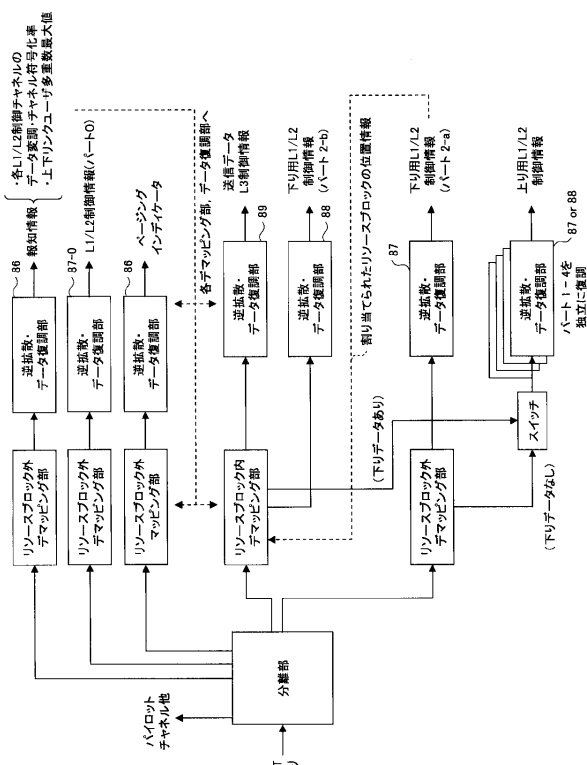 ・各L1/L2制御チャネルの
データ変調・チャネル符号化率
・上下リンクユーザ多重数最大値
報知情報
86
逆拡散・
データ復調部
リソースブロック外
デマッピング部
L1/L2制御情報(パート0)
87-0
逆拡散・
データ復調部
リソースブロック外
デマッピング部
ページング
インディケータ
86
逆拡散・
データ復調部
リソースブロック外
マッピング部
各デマッピング部, データ復調部へ
送信データ
L3制御情報
89
逆拡散・
データ復調部
リソースブロック内
デマッピング部
下り用L1/L2
制御情報
(パート 2-b)
88
逆拡散・
データ復調部
割り当てられたリソースブロックの位置情報
下り用L1/L2
制御情報
(パート 2-a)
87
逆拡散・
データ復調部
リソースブロック外
デマッピング部
(下りデータあり)
(下りデータなし)
スイッチ
上り用L1/L2
制御情報
87 or 88
逆拡散・
データ復調部
パート1-4を
独立に復調
分離部
パイロット
チャネル他